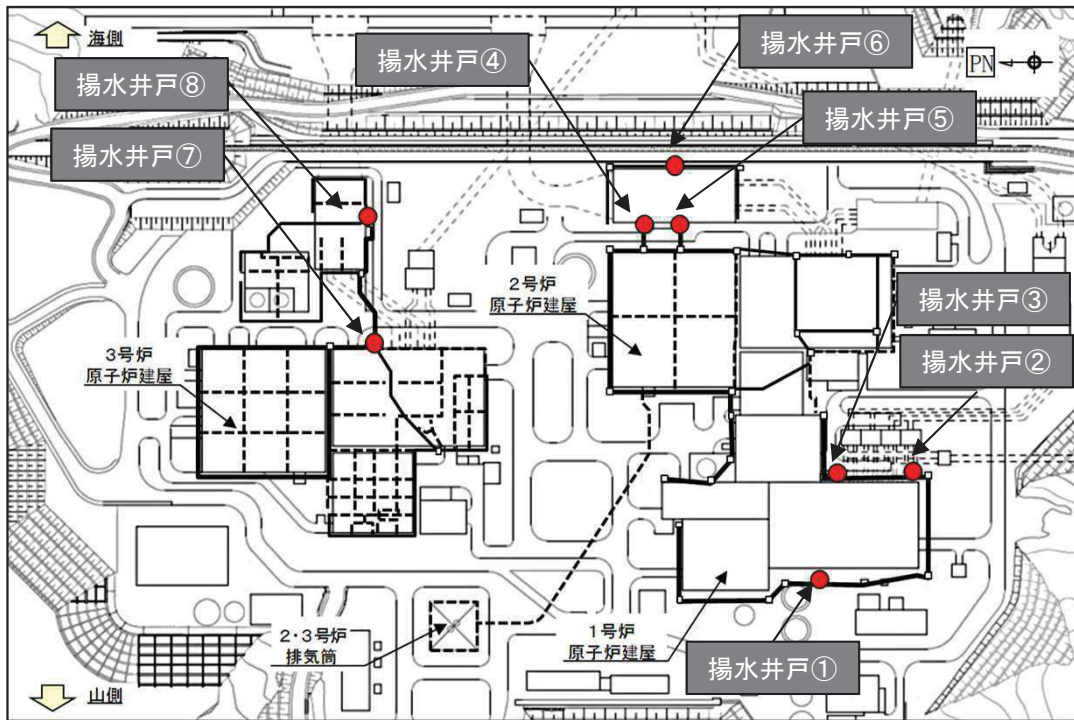 海側
揚水井戸④
揚水井戸⑥
PN
揚水井戸⑧
揚水井戸⑤
揚水井戸⑦
2号炉
原子炉建屋
揚水井戸③
3号炉
原子炉建屋
揚水井戸②
2・3号炉
排気筒
1号炉
原子炉建屋
揚水井戸①
山側